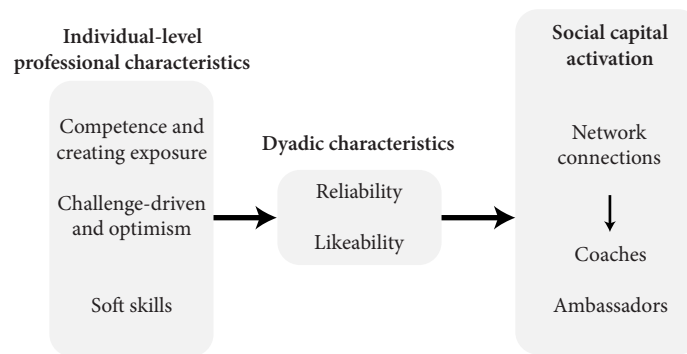 Individual-level
professional characteristics
Competence and
creating exposure
Challenge-driven
and optimism
Soft skills
Dyadic characteristics
Reliability
Likeability
Social capital
activation
Network
connections
Coaches
Ambassadors